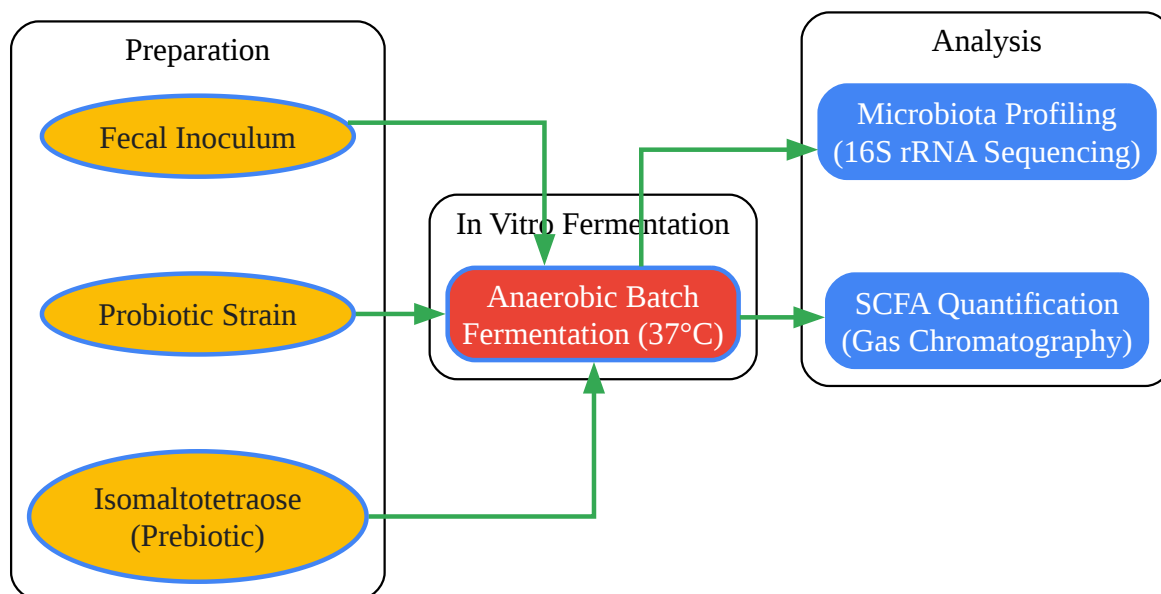 Preparation
Fecal Inoculum
Probiotic Strain
Isomaltotetraose
(Prebiotic)
In Vitro Fermentation
Anaerobic Batch
Fermentation (37°C)
Analysis
Microbiota Profiling
(16S rRNA Sequencing)
SCFA Quantification
(Gas Chromatography)